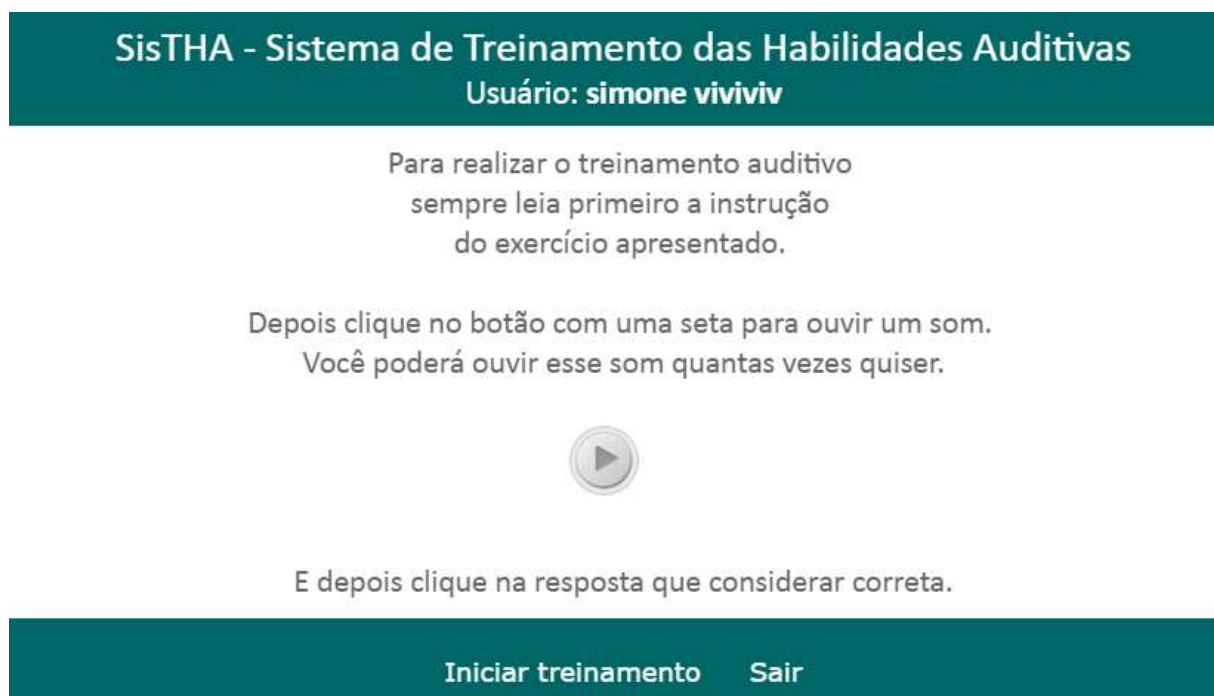 SisTHA - Sistema de Treinamento das Habilidades Auditivas
Usuário: simone viviviv
Para realizar o treinamento auditivo
sempre leia primeiro a instrução
do exercício apresentado.
Depois clique no botão com uma seta para ouvir um som.
Você poderá ouvir esse som quantas vezes quiser.
E depois clique na resposta que considerar correta.
Iniciar treinamento Sair